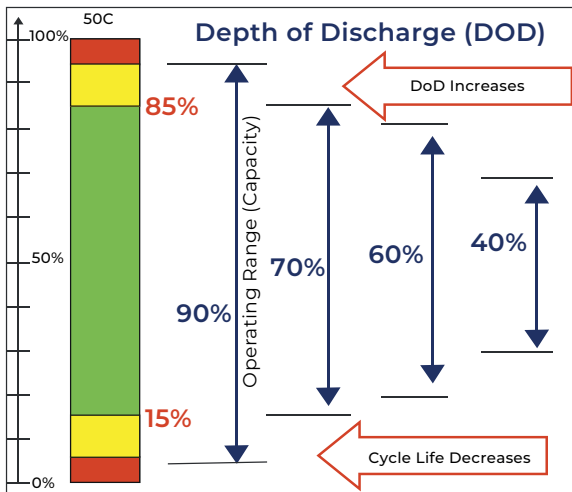 50C
Depth of Discharge (DOD)
100%
DoD Increases
85%
Operating Range (Capacity)
50%
90%
70%
60%
40%
15%
Cycle Life Decreases
0%